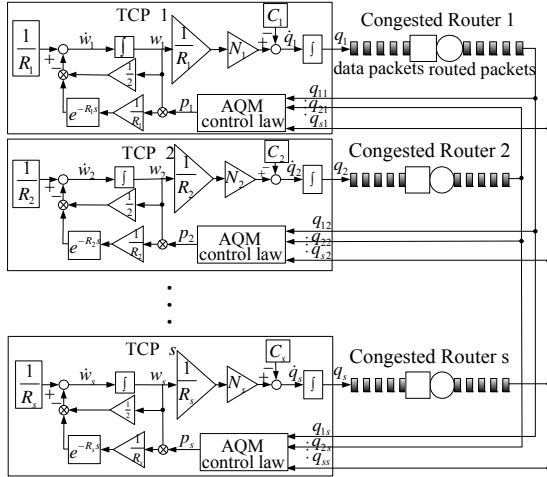 TCP 1
C₁
Congested Router 1
1/R₁
+
−
ẇ₁
∫
w₁
1/R₁
N₁
+
−
q̇₁
∫
q₁
data packets
routed packets
1/2
e^{−R₁s}
1/R₁
p₁
AQM
control law
q₁₁
:q₂₁
:qₛ₁
TCP 2
C₂
Congested Router 2
1/R₂
+
−
ẇ₂
∫
w₂
1/R₂
N₂
+
−
q̇₂
∫
q₂
1/2
e^{−R₂s}
1/R₂
p₂
AQM
control law
q₁₂
:q₂₂
:qₛ₂
TCP s
Cₛ
Congested Router s
1/Rₛ
+
−
ẇₛ
∫
wₛ
1/Rₛ
Nₛ
+
−
q̇ₛ
∫
qₛ
1/2
e^{−Rₛs}
1/Rₛ
pₛ
AQM
control law
q₁ₛ
:q₂ₛ
:qₛₛ